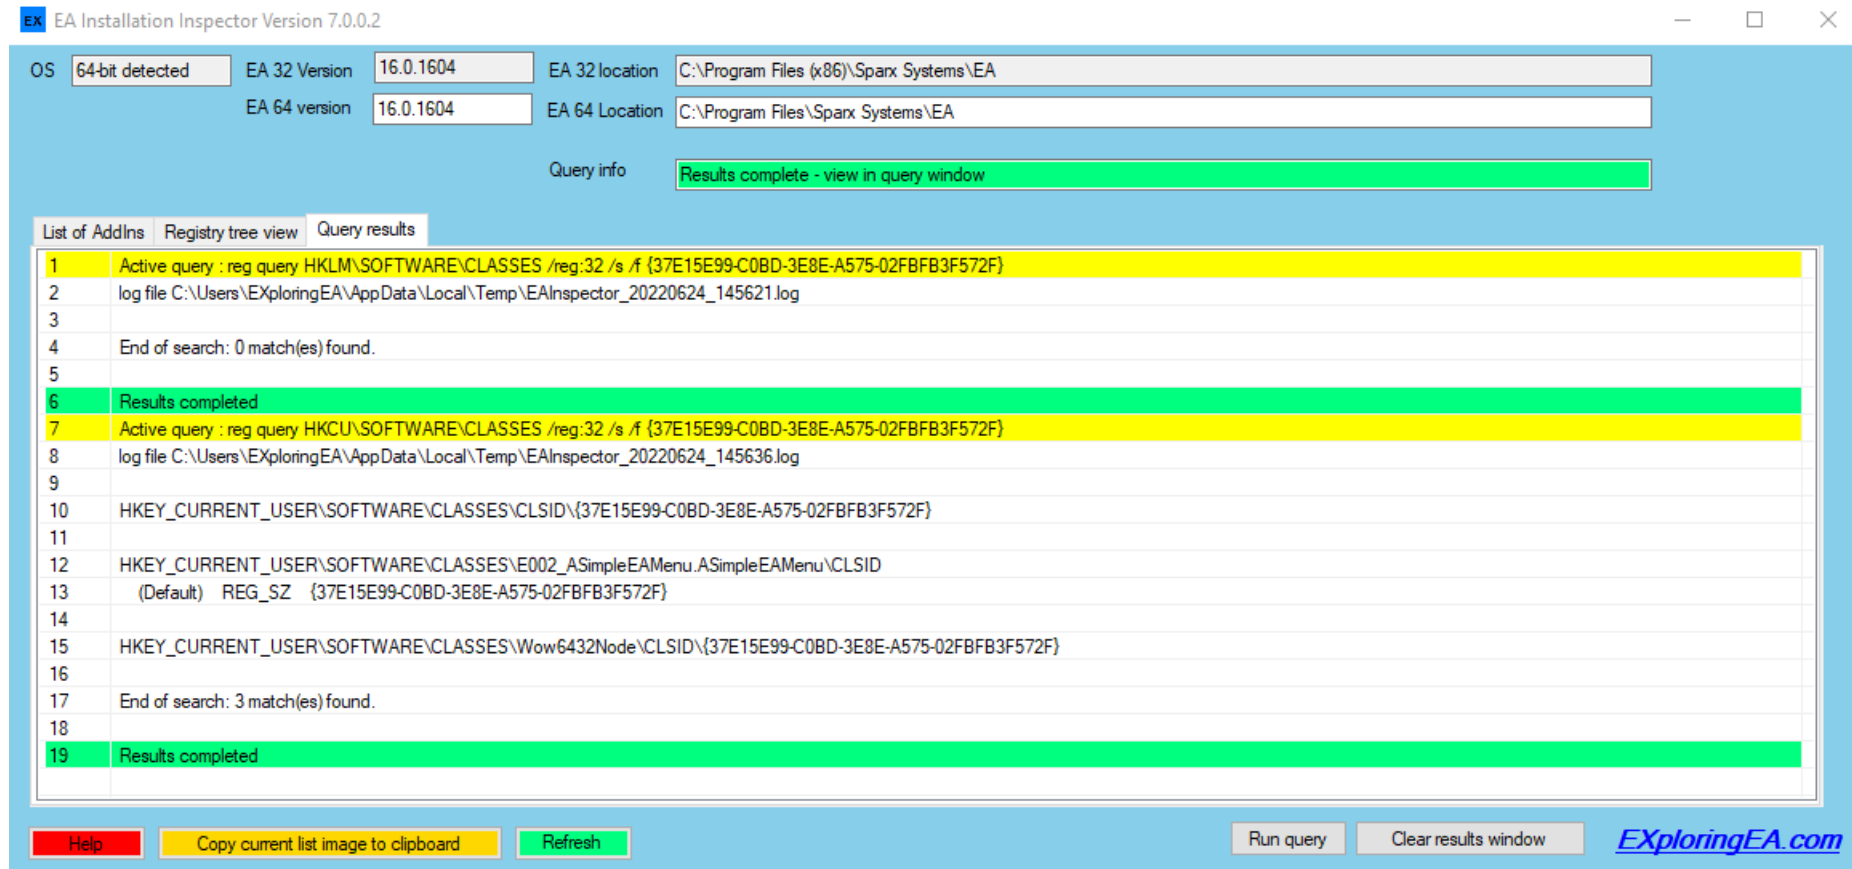 EX EA Installation Inspector Version 7.0.0.2
OS 64-bit detected EA 32 Version 16.0.1604 EA 32 location C:\Program Files (x86)\Sparx Systems\EA
EA 64 version 16.0.1604 EA 64 Location C:\Program Files\Sparx Systems\EA
Query info Results complete - view in query window
List of AddIns Registry tree view Query results
1 Active query : reg query HKLM\SOFTWARE\CLASSES /reg:32 /s /f {37E15E99-C0BD-3E8E-A575-02FBFB3F572F}
2 log file C:\Users\EXploringEA\AppData\Local\Temp\EAInspector_20220624_145621.log
3
4 End of search: 0 match(es) found.
5
6 Results completed
7 Active query : reg query HKCU\SOFTWARE\CLASSES /reg:32 /s /f {37E15E99-C0BD-3E8E-A575-02FBFB3F572F}
8 log file C:\Users\EXploringEA\AppData\Local\Temp\EAInspector_20220624_145636.log
9
10 HKEY_CURRENT_USER\SOFTWARE\CLASSES\CLSID\{37E15E99-C0BD-3E8E-A575-02FBFB3F572F}
11
12 HKEY_CURRENT_USER\SOFTWARE\CLASSES\E002_ASimpleEAMenu.ASimpleEAMenu\CLSID
13 (Default) REG_SZ {37E15E99-C0BD-3E8E-A575-02FBFB3F572F}
14
15 HKEY_CURRENT_USER\SOFTWARE\CLASSES\Wow6432Node\CLSID\{37E15E99-C0BD-3E8E-A575-02FBFB3F572F}
16
17 End of search: 3 match(es) found.
18
19 Results completed
Help Copy current list image to clipboard Refresh Run query Clear results window EXploringEA.com